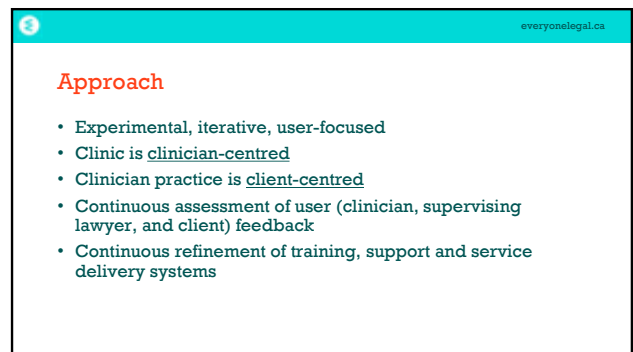 everyonelegal.ca
Approach
• Experimental, iterative, user-focused
• Clinic is clinician-centred
• Clinician practice is client-centred
• Continuous assessment of user (clinician, supervising
lawyer, and client) feedback
• Continuous refinement of training, support and service
delivery systems